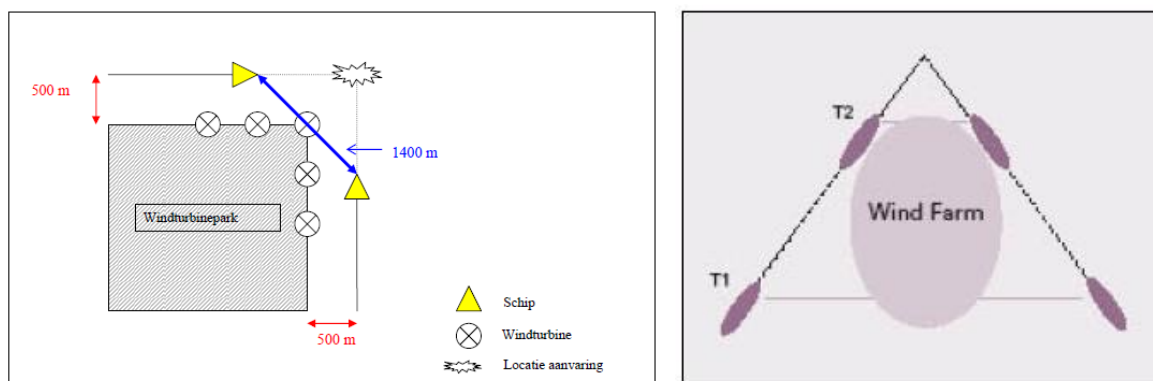 500 m
1400 m
Windturbinepark
Schip
Windturbine
500 m
Locatie aanvaring
T2
Wind Farm
T1